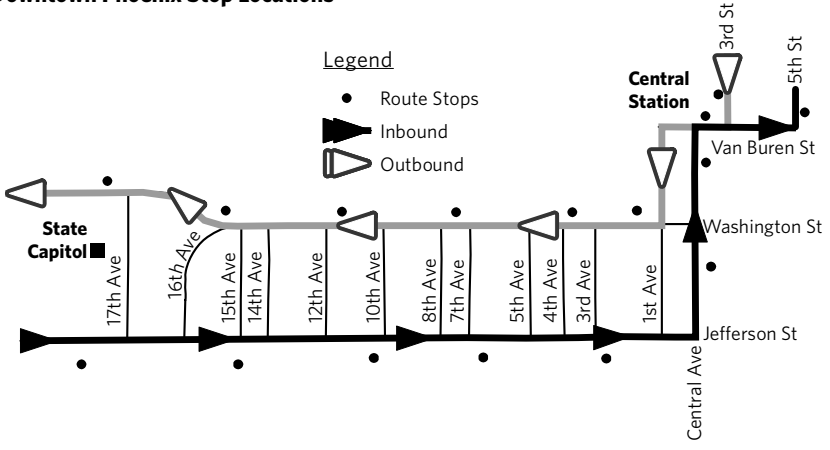 Downtown Phoenix Stop Locations
Legend
Route Stops
Inbound
Outbound
Central
Station
3rd St
5th St
Van Buren St
Washington St
Jefferson St
Central Ave
State
Capitol
17th Ave
16th Ave
15th Ave
14th Ave
12th Ave
10th Ave
8th Ave
7th Ave
5th Ave
4th Ave
3rd Ave
1st Ave